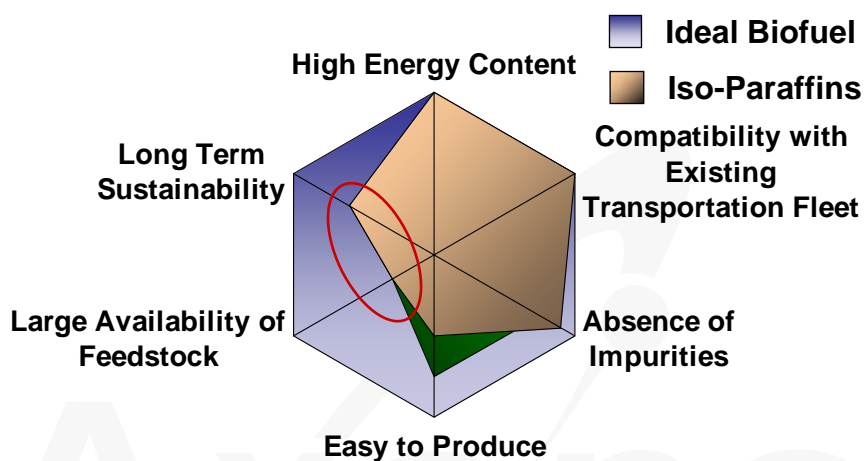 Ideal Biofuel
High Energy Content
Iso-Paraffins
Compatibility with
Existing
Transportation Fleet
Long Term
Sustainability
Large Availability of
Feedstock
Absence of
Impurities
Easy to Produce